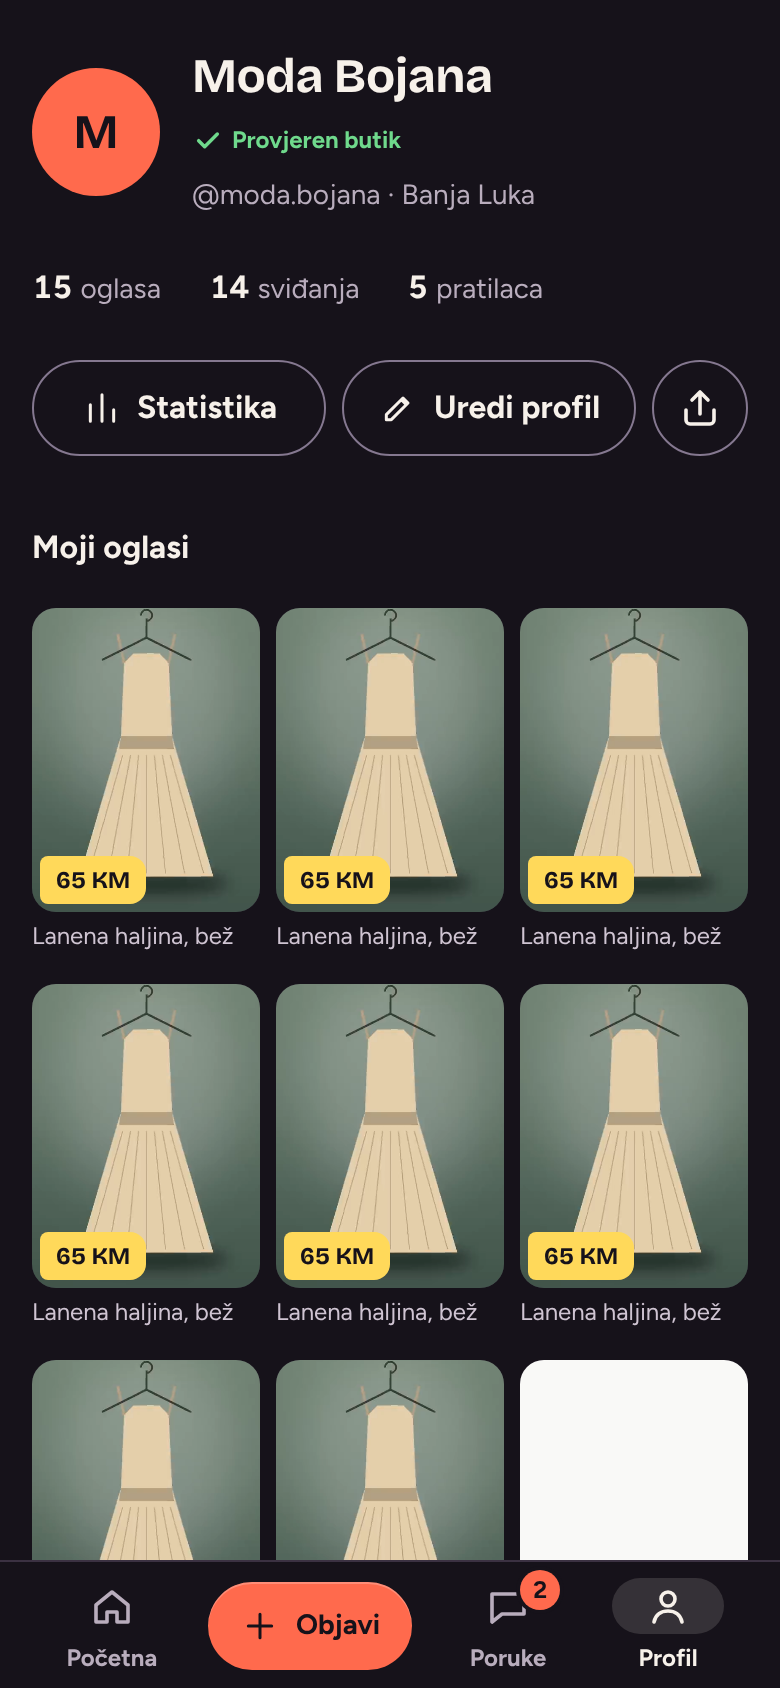 M
Moda Bojana
Provjeren butik
@moda.bojana · Banja Luka
15 oglasa 14 sviđanja 5 pratilaca
Statistika Uredi profil
Moji oglasi
65 KM 65 KM 65 KM
Lanena haljina, bež Lanena haljina, bež Lanena haljina, bež
65 KM 65 KM 65 KM
Lanena haljina, bež Lanena haljina, bež Lanena haljina, bež
2
Objavi
Početna Poruke Profil